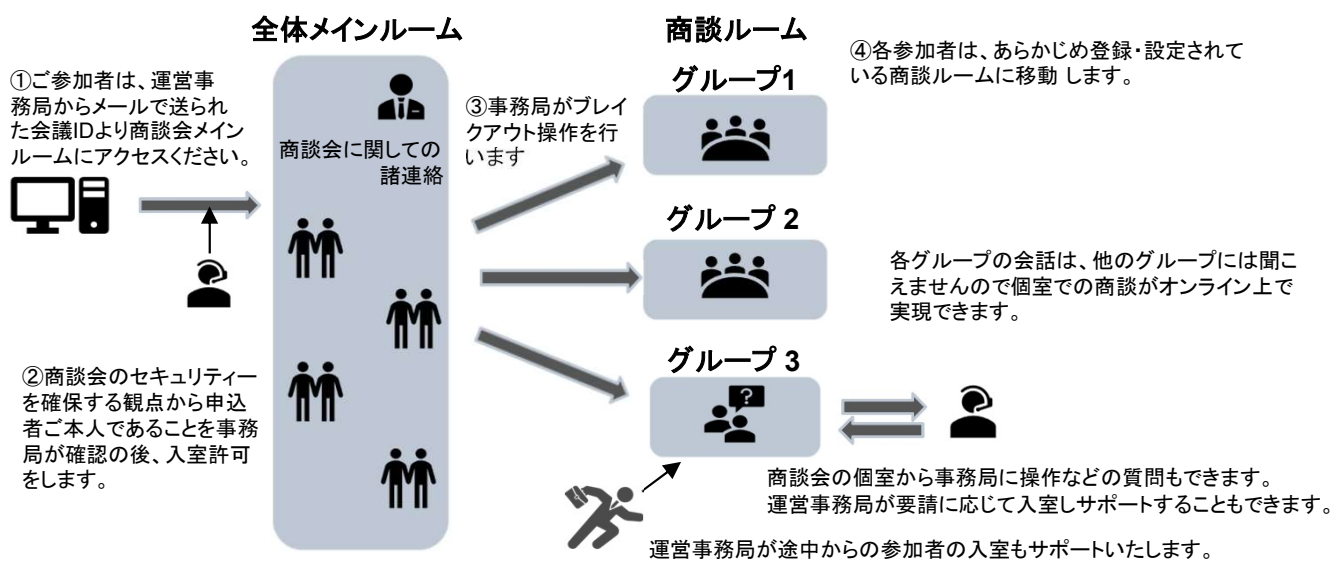 全体メインルーム
商談ルーム
①ご参加者は、運営事
務局からメールで送られ
た会議IDより商談会メイン
ルームにアクセスください。
商談会に関しての
諸連絡
③事務局がブレイ
クアウト操作を行
います
グループ1
④各参加者は、あらかじめ登録・設定されて
いる商談ルームに移動 します。
グループ 2
各グループの会話は、他のグループには聞こ
えませんので個室での商談がオンライン上で
実現できます。
②商談会のセキュリティー
を確保する観点から申込
者ご本人であることを事務
局が確認の後、入室許可
をします。
グループ 3
?
商談会の個室から事務局に操作などの質問もできます。
運営事務局が要請に応じて入室しサポートすることもできます。
運営事務局が途中からの参加者の入室もサポートいたします。